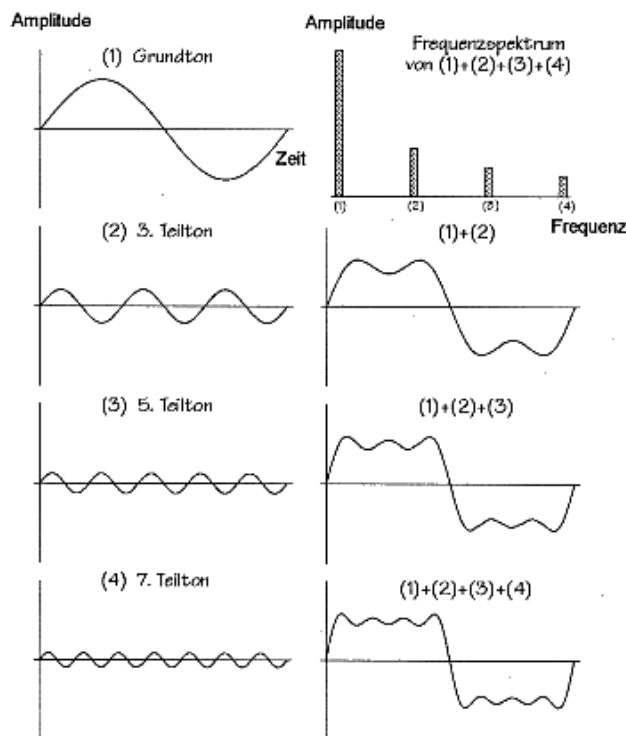 Amplitude
(1) Grundton
Zeit
Amplitude
Frequenzspektrum
von (1)+(2)+(3)+(4)
(1) (2) (3) (4)
Frequenz
(2) 3. Teilton
(1)+(2)
(3) 5. Teilton
(1)+(2)+(3)
(4) 7. Teilton
(1)+(2)+(3)+(4)